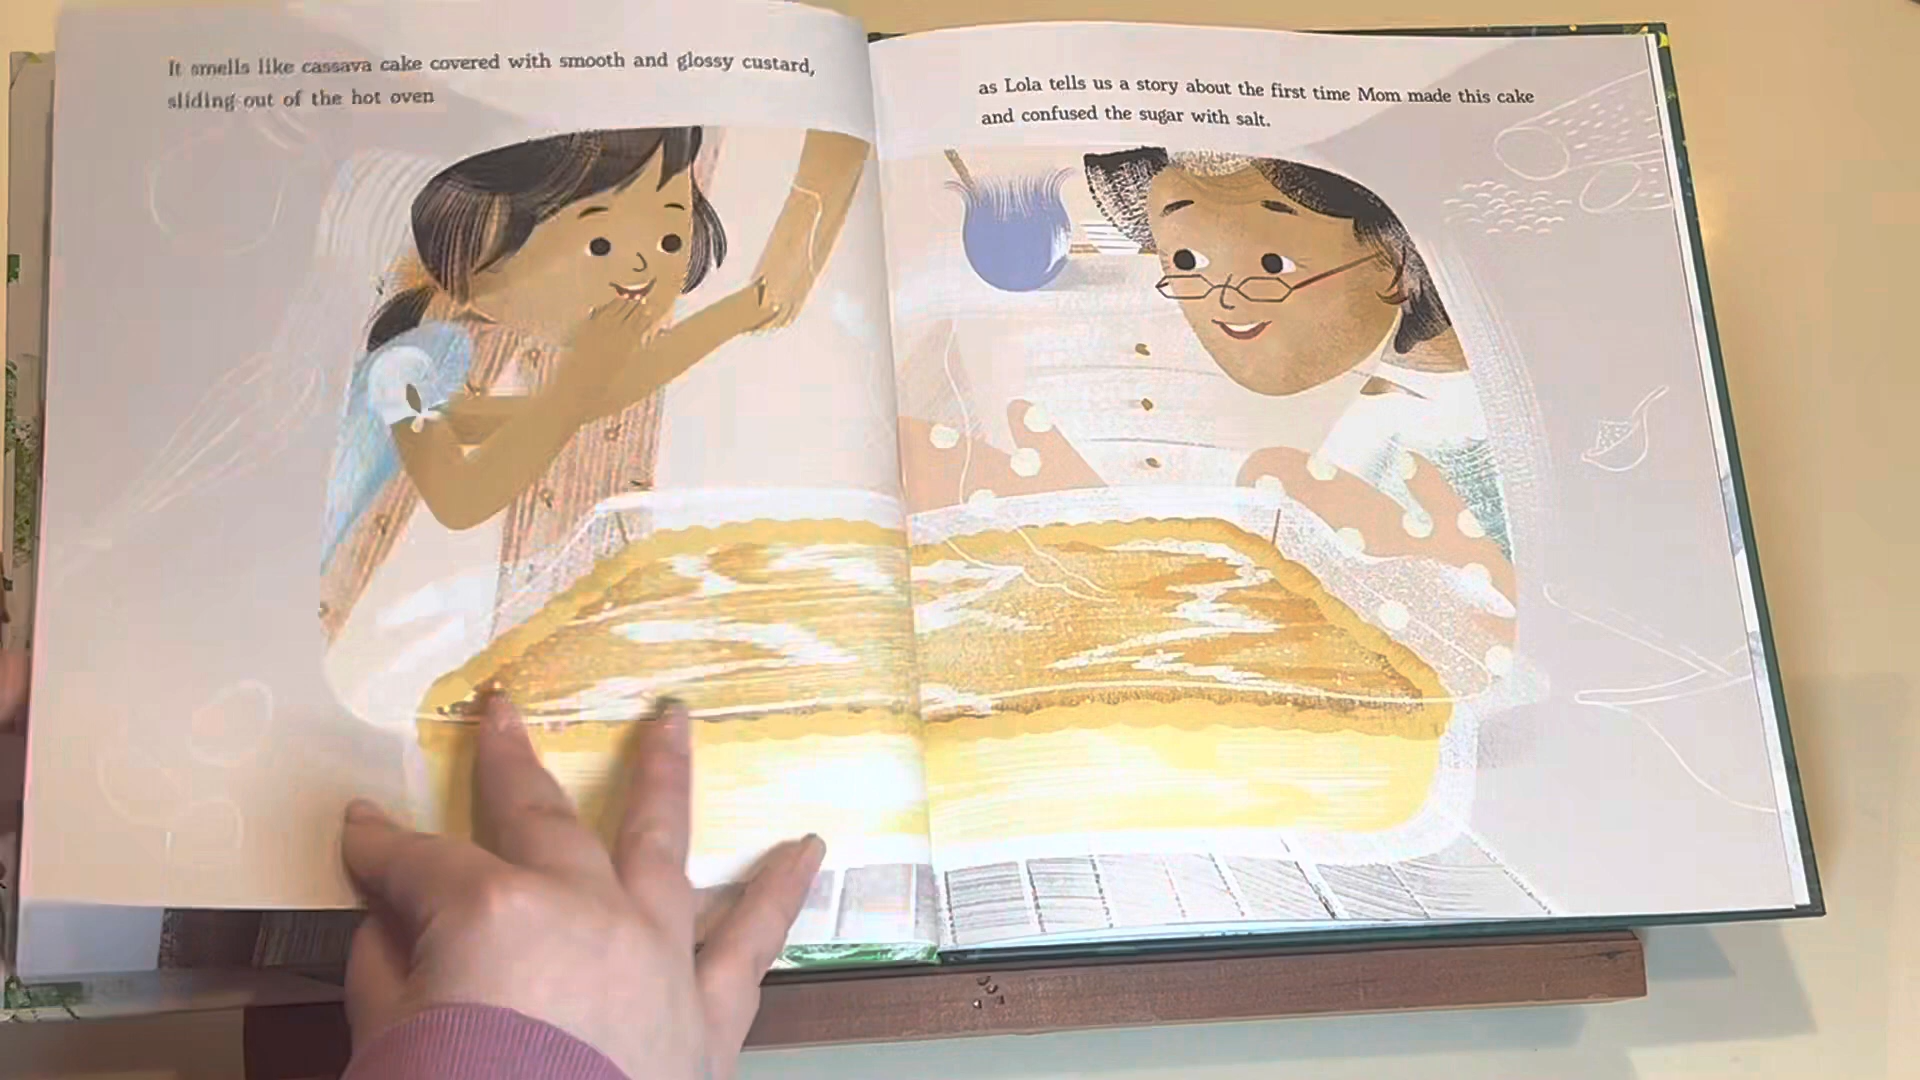 It smells like cassava cake covered with smooth and glossy custard,
sliding out of the hot oven
as Lola tells us a story about the first time Mom made this cake
and confused the sugar with salt.